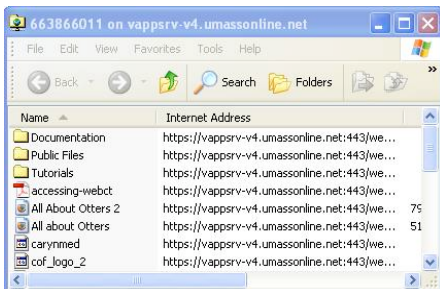 663866011 on vappsrv-v4.umassonline.net
File Edit View Favorites Tools Help
Back Search Folders »
Name Internet Address
Documentation https://vappsrv-v4.umassonline.net:443/we...
Public Files https://vappsrv-v4.umassonline.net:443/we...
Tutorials https://vappsrv-v4.umassonline.net:443/we...
accessing-webct https://vappsrv-v4.umassonline.net:443/we...
All About Otters 2 https://vappsrv-v4.umassonline.net:443/we... 79
All about Otters https://vappsrv-v4.umassonline.net:443/we... 51
carynmed https://vappsrv-v4.umassonline.net:443/we...
cof_logo_2 https://vappsrv-v4.umassonline.net:443/we...